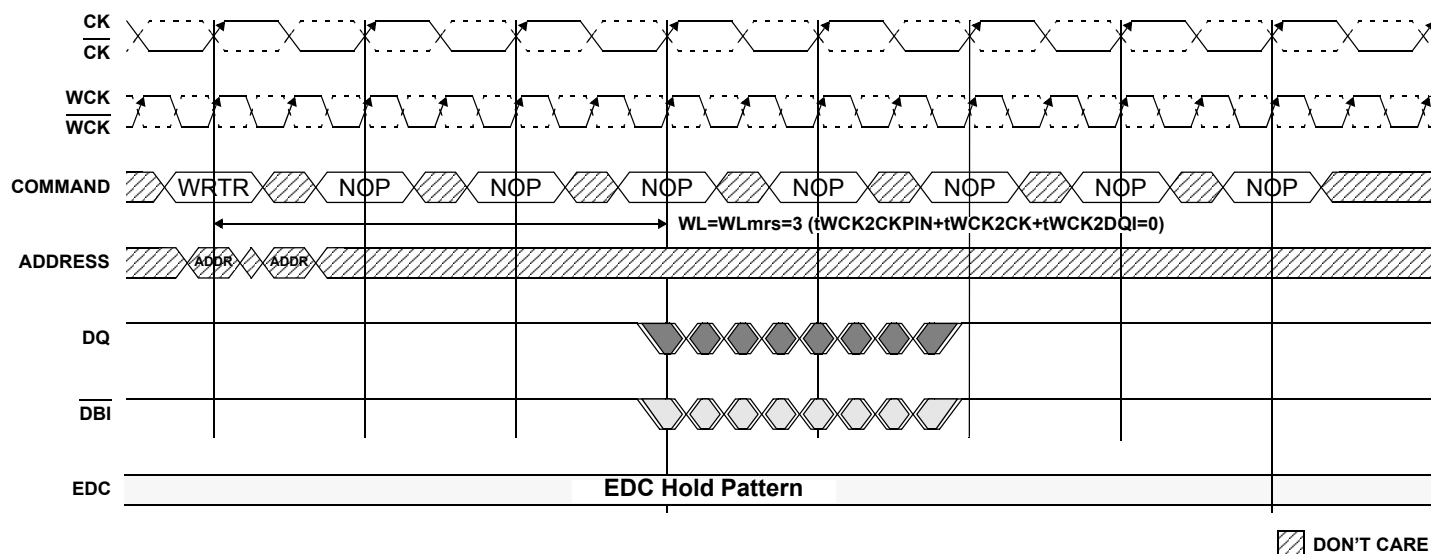 CK
CK
WCK
WCK
COMMAND WRTR NOP NOP NOP NOP NOP NOP NOP
WL=WLmrs=3 (tWCK2CKPIN+tWCK2CK+tWCK2DQI=0)
ADDRESS ADDR ADDR
DQ
DBI
EDC EDC Hold Pattern
DON'T CARE